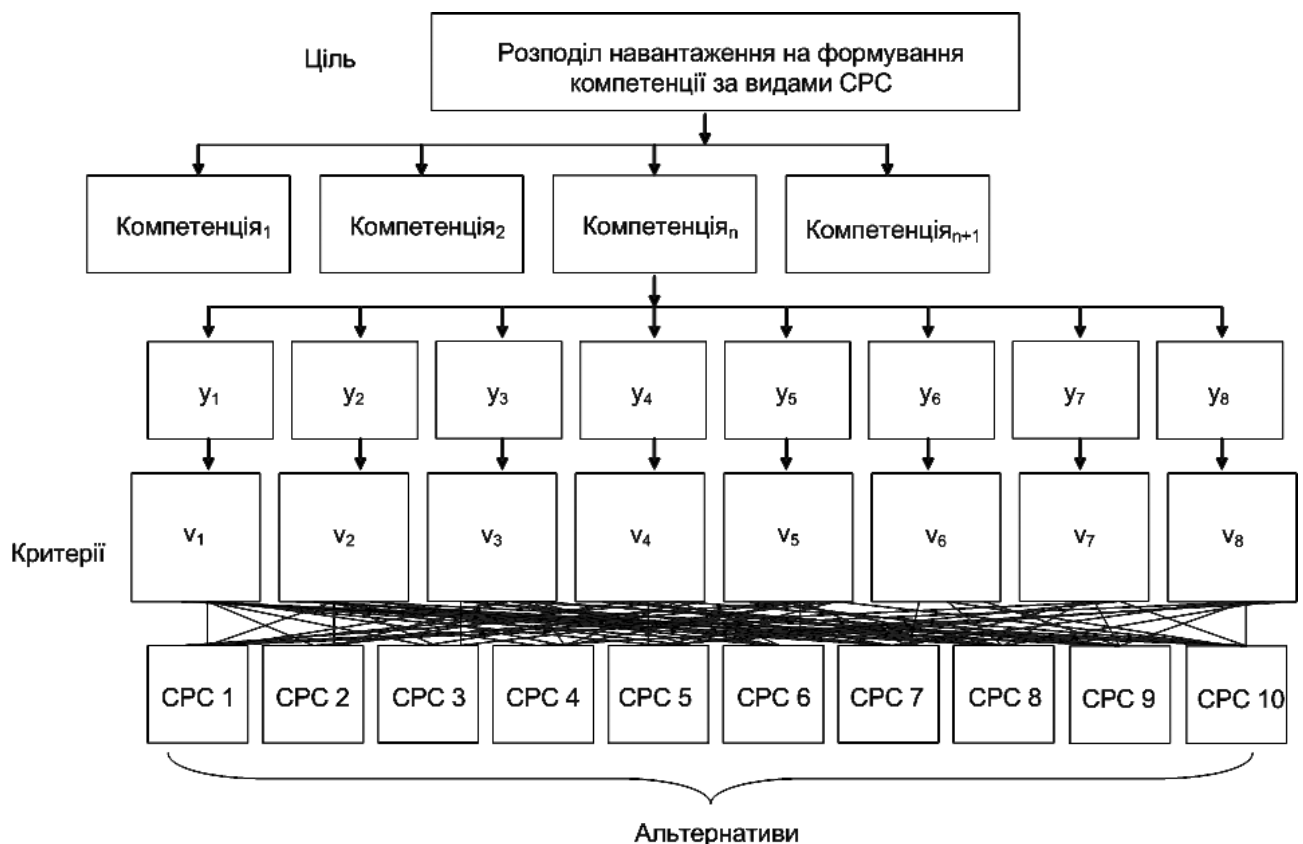 Ціль
Розподіл навантаження на формування
компетенції за видами СРС
Компетенція₁
Компетенція₂
Компетенціяₙ
Компетенціяₙ₊₁
y₁
y₂
y₃
y₄
y₅
y₆
y₇
y₈
Критерії
v₁
v₂
v₃
v₄
v₅
v₆
v₇
v₈
СРС 1
СРС 2
СРС 3
СРС 4
СРС 5
СРС 6
СРС 7
СРС 8
СРС 9
СРС 10
Альтернативи